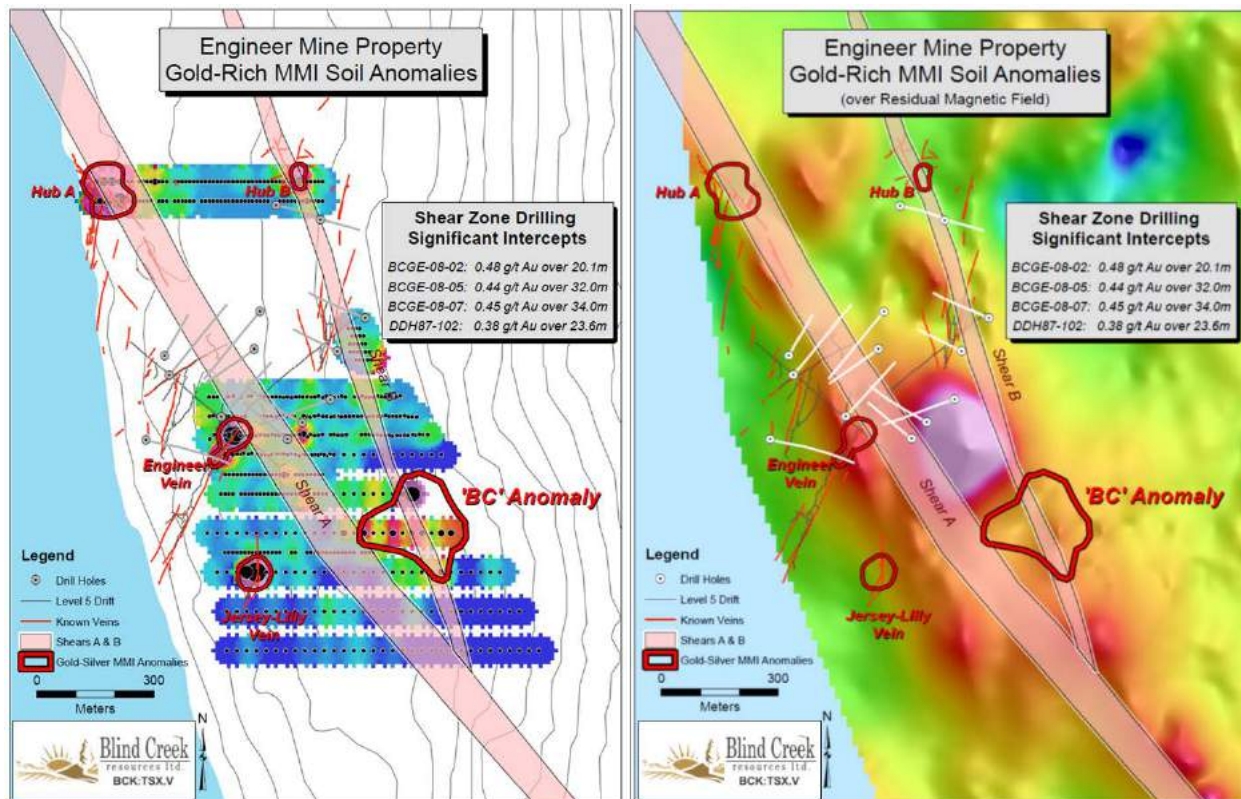 Engineer Mine Property
Gold-Rich MMI Soil Anomalies
Hub A
Hub B
Shear Zone Drilling
Significant Intercepts
BCGE-08-02: 0.48 g/t Au over 20.1m
BCGE-08-05: 0.44 g/t Au over 32.0m
BCGE-08-07: 0.45 g/t Au over 34.0m
DDH87-102: 0.38 g/t Au over 23.6m
Shear
Engineer
Vein
Shear A
'BC' Anomaly
Jersey-Lilly
Vein
Legend
Drill Holes
Level 5 Drift
Known Veins
Shears A & B
Gold-Silver MMI Anomalies
0 300
Meters
N
Blind Creek
resources ltd.
BCK:TSX.V
Engineer Mine Property
Gold-Rich MMI Soil Anomalies
(over Residual Magnetic Field)
Hub A
Hub B
Shear Zone Drilling
Significant Intercepts
BCGE-08-02: 0.48 g/t Au over 20.1m
BCGE-08-05: 0.44 g/t Au over 32.0m
BCGE-08-07: 0.45 g/t Au over 34.0m
DDH87-102: 0.38 g/t Au over 23.6m
Shear B
Engineer
Vein
Shear A
'BC' Anomaly
Jersey-Lilly
Vein
Legend
Drill Holes
Level 5 Drift
Known Veins
Shears A & B
Gold-Silver MMI Anomalies
0 300
Meters
N
Blind Creek
resources ltd.
BCK:TSX.V